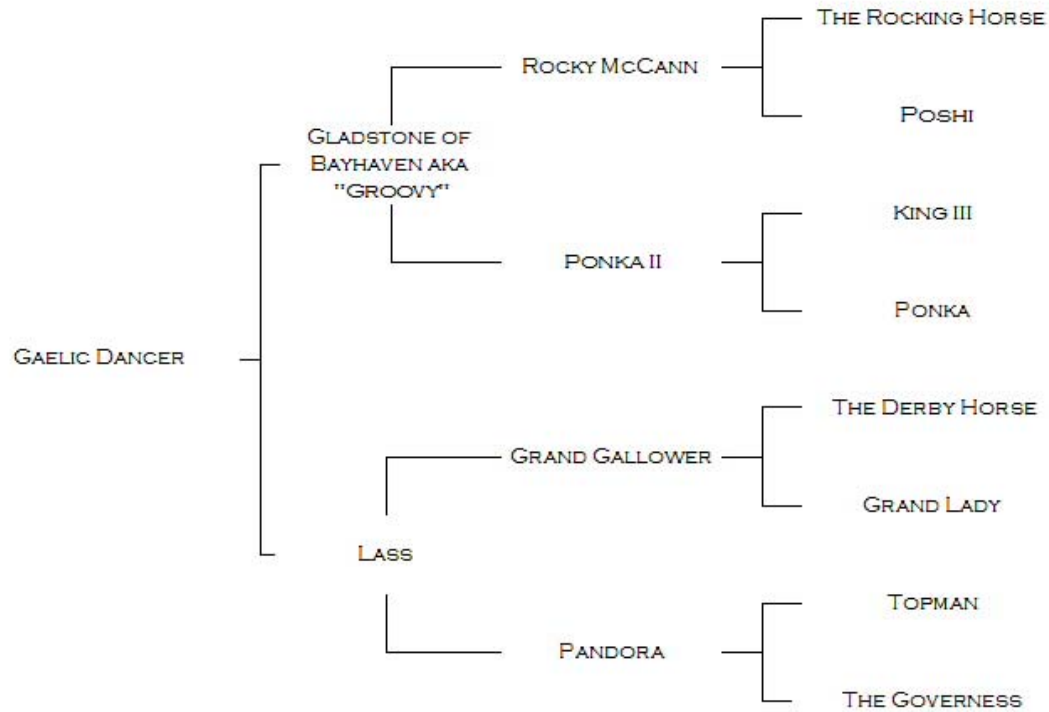 The Rocking Horse
Rocky McCann
Poshi
Gladstone of
Bayhaven aka
"Groovy"
King III
Ponka II
Ponka
Gaelic Dancer
The Derby Horse
Grand Gallower
Grand Lady
Lass
Topman
Pandora
The Governess